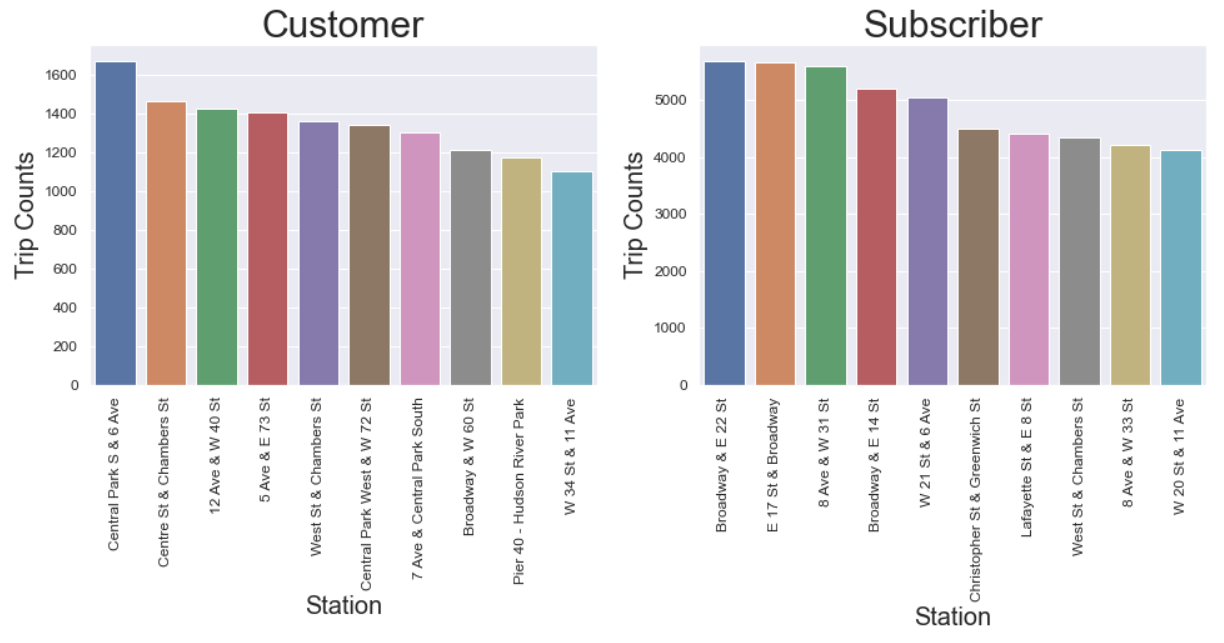 Customer
Trip Counts
1600
1400
1200
1000
800
600
400
200
0
Central Park S & 6 Ave
Centre St & Chambers St
12 Ave & W 40 St
5 Ave & E 73 St
West St & Chambers St
Central Park West & W 72 St
7 Ave & Central Park South
Broadway & W 60 St
Pier 40 - Hudson River Park
W 34 St & 11 Ave
Station
Subscriber
Trip Counts
5000
4000
3000
2000
1000
0
Broadway & E 22 St
E 17 St & Broadway
8 Ave & W 31 St
Broadway & E 14 St
W 21 St & 6 Ave
Christopher St & Greenwich St
Lafayette St & E 8 St
West St & Chambers St
8 Ave & W 33 St
W 20 St & 11 Ave
Station